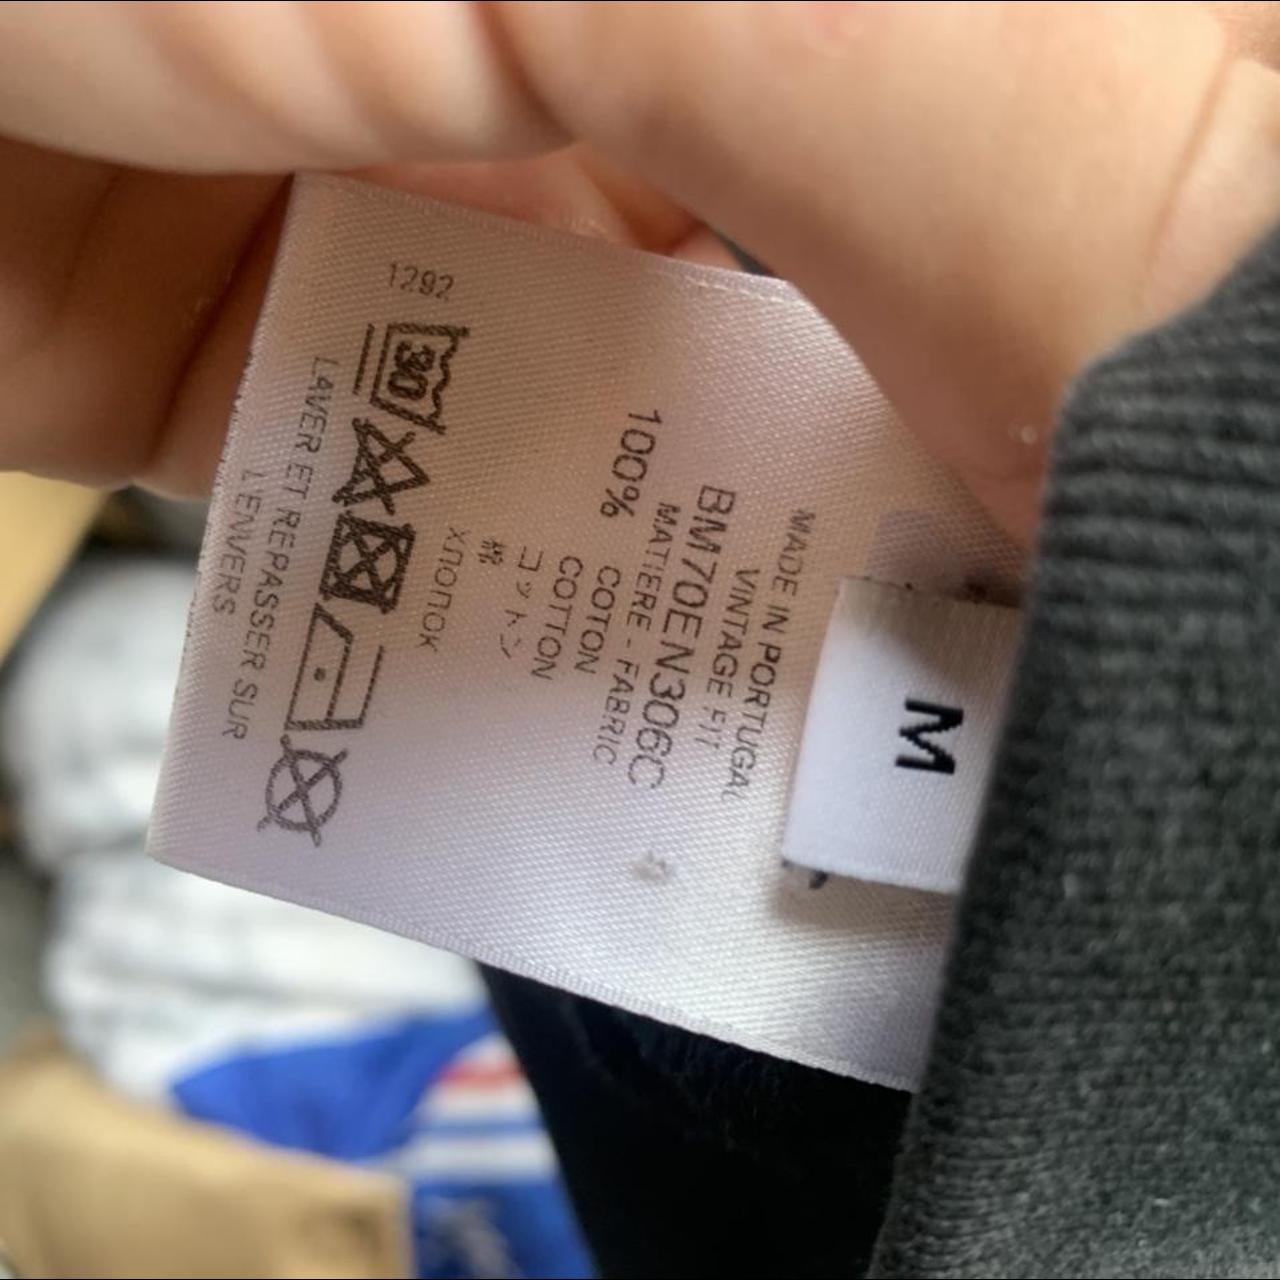 M
MADE IN PORTUGAL
VINTAGE FIT
BM70EN306C
MATIERE - FABRIC
100% COTON
COTTON
コットン
棉
ХЛОПОК
30
LAVER ET REPASSER SUR
LENVERS
1292